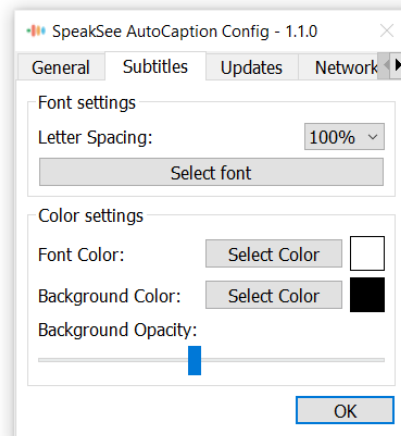 SpeakSee AutoCaption Config - 1.1.0
General Subtitles Updates Network
Font settings
Letter Spacing: 100%
Select font
Color settings
Font Color: Select Color
Background Color: Select Color
Background Opacity:
OK